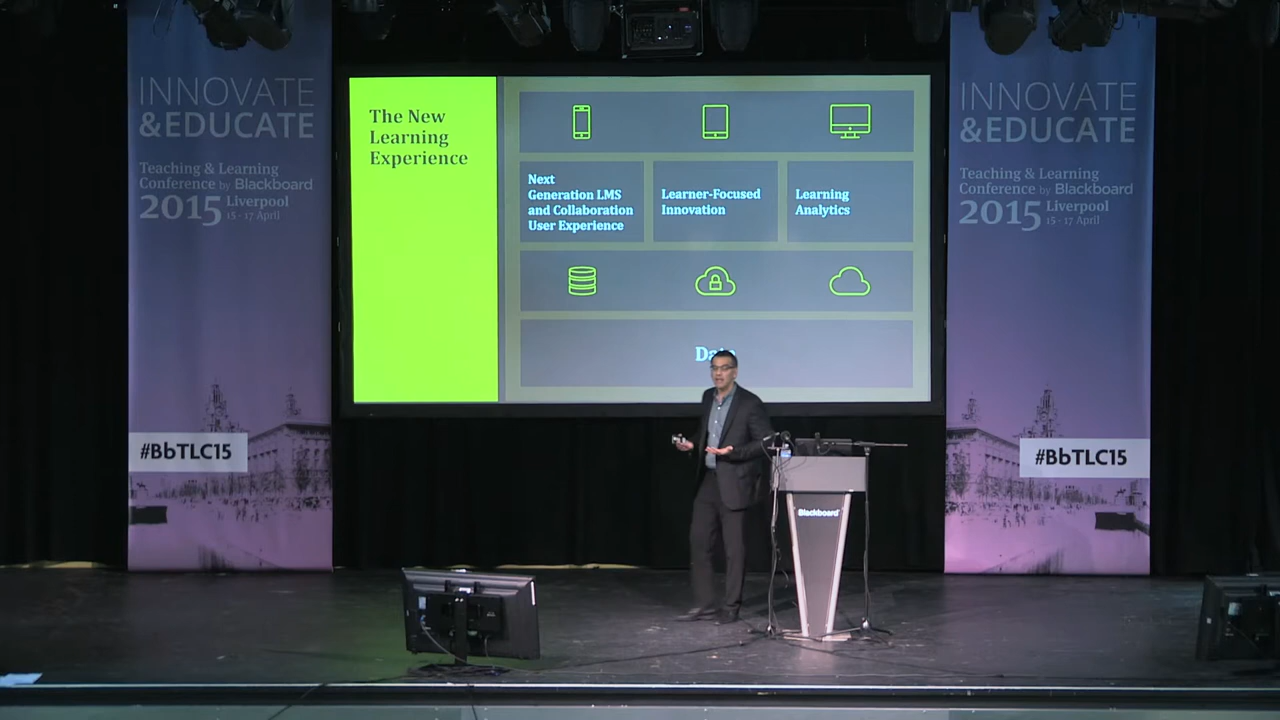 INNOVATE
&EDUCATE
Teaching & Learning
Conference by Blackboard
2015 Liverpool
15 - 17 April
#BbTLC15
The New
Learning
Experience
Next
Generation LMS
and Collaboration
User Experience
Learner-Focused
Innovation
Learning
Analytics
Blackboard
INNOVATE
&EDUCATE
Teaching & Learning
Conference by Blackboard
2015 Liverpool
15 - 17 April
#BbTLC15